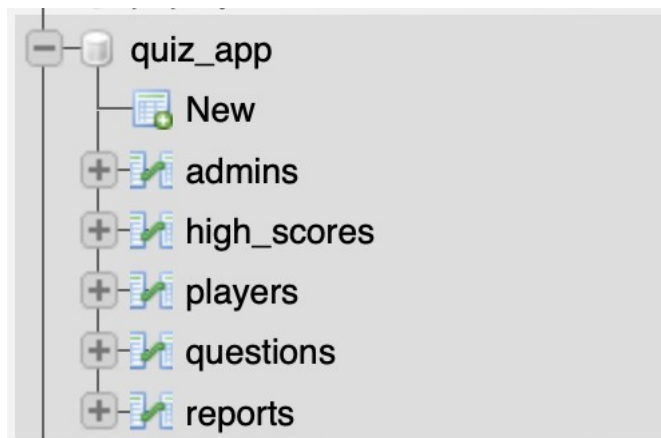 quiz_app
New
admins
high_scores
players
questions
reports